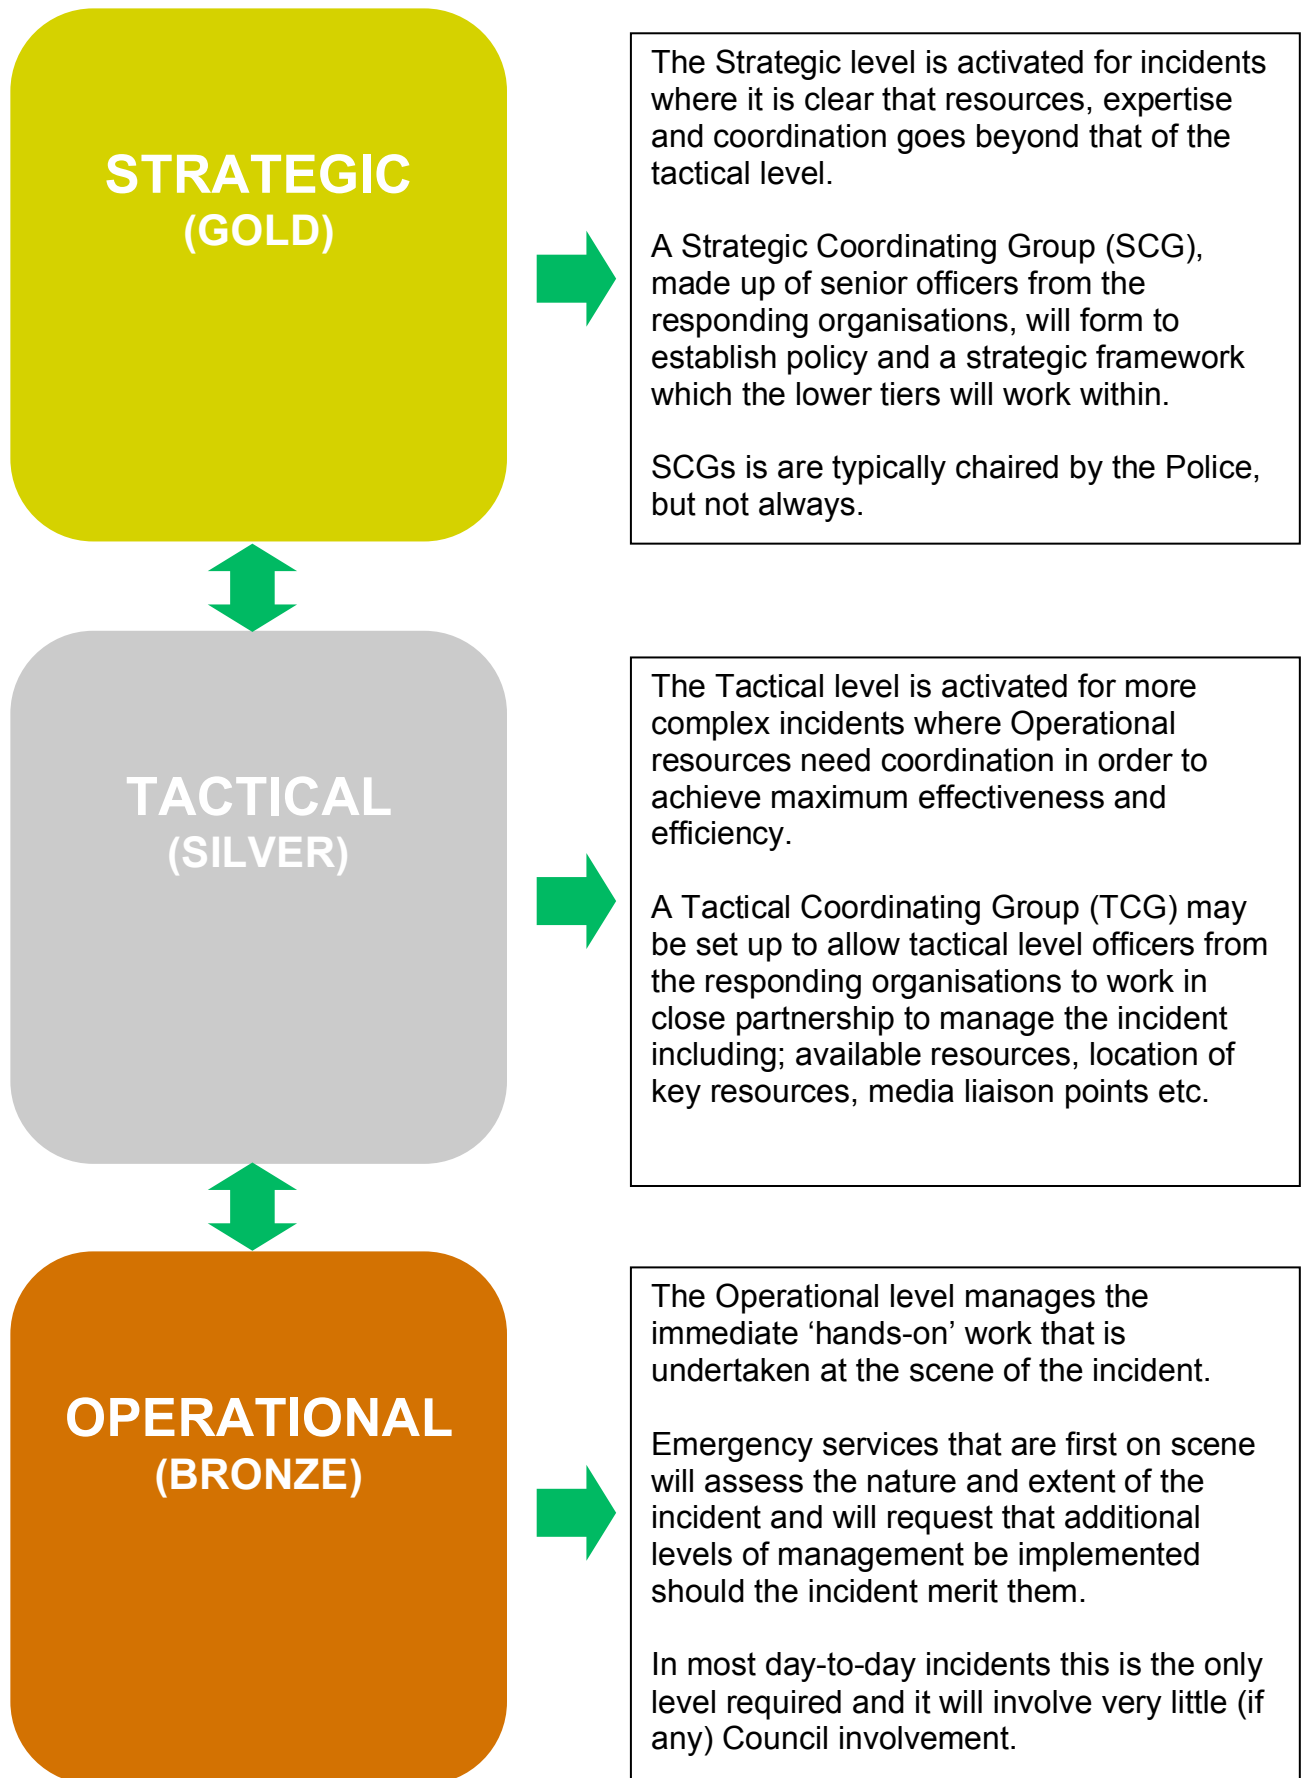 STRATEGIC
(GOLD)
The Strategic level is activated for incidents
where it is clear that resources, expertise
and coordination goes beyond that of the
tactical level.
A Strategic Coordinating Group (SCG),
made up of senior officers from the
responding organisations, will form to
establish policy and a strategic framework
which the lower tiers will work within.
SCGs is are typically chaired by the Police,
but not always.
TACTICAL
(SILVER)
The Tactical level is activated for more
complex incidents where Operational
resources need coordination in order to
achieve maximum effectiveness and
efficiency.
A Tactical Coordinating Group (TCG) may
be set up to allow tactical level officers from
the responding organisations to work in
close partnership to manage the incident
including; available resources, location of
key resources, media liaison points etc.
OPERATIONAL
(BRONZE)
The Operational level manages the
immediate ‘hands-on’ work that is
undertaken at the scene of the incident.
Emergency services that are first on scene
will assess the nature and extent of the
incident and will request that additional
levels of management be implemented
should the incident merit them.
In most day-to-day incidents this is the only
level required and it will involve very little (if
any) Council involvement.